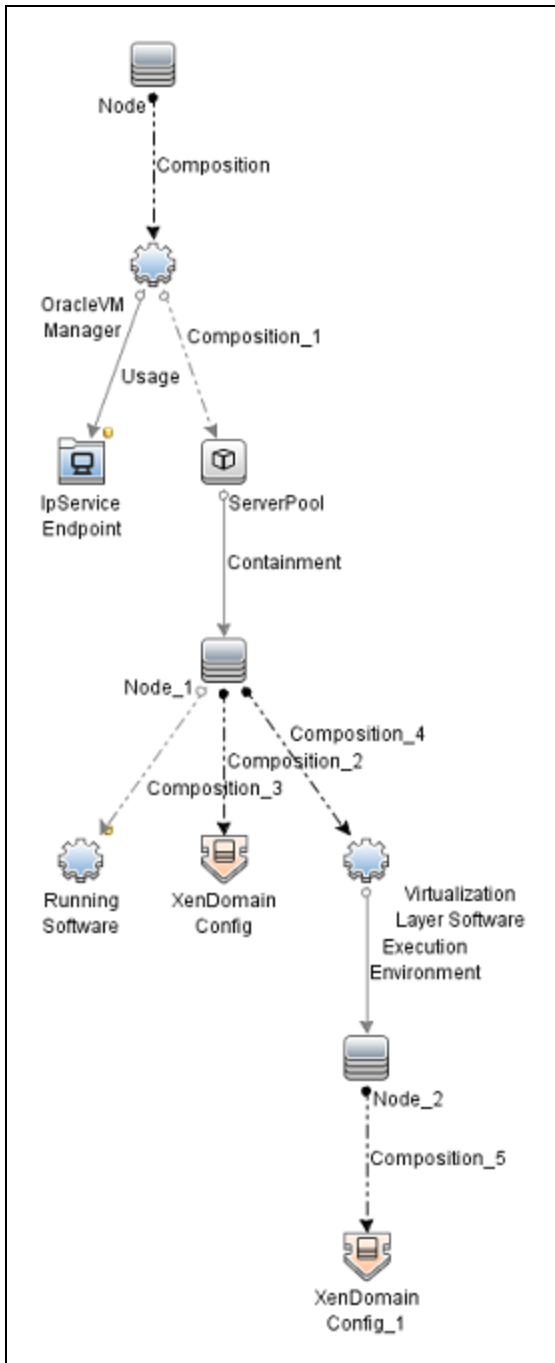 Node
Composition
OracleVM
Manager
Composition_1
Usage
IpService
Endpoint
ServerPool
Containment
Node_1
Composition_4
Composition_2
Composition_3
Running
Software
XenDomain
Config
Virtualization
Layer Software
Execution
Environment
Node_2
Composition_5
XenDomain
Config_1